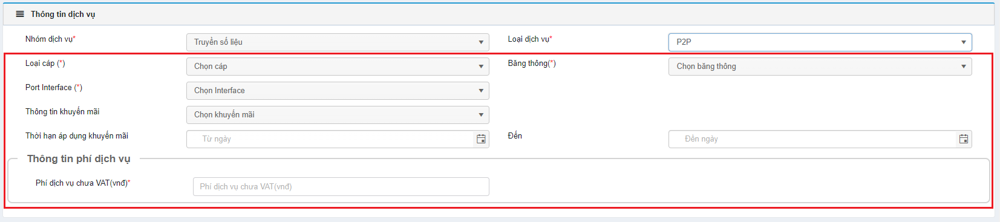 Thông tin dịch vụ
Nhóm dịch vụ* Truyền số liệu Loại dịch vụ* P2P
Loại cáp (*) Chọn cáp Băng thông(*) Chọn băng thông
Port Interface (*) Chọn Interface
Thông tin khuyến mãi Chọn khuyến mãi
Thời hạn áp dụng khuyến mãi Từ ngày Đến Đến ngày
Thông tin phí dịch vụ
Phí dịch vụ chưa VAT(vnđ)* Phí dịch vụ chưa VAT(vnđ)